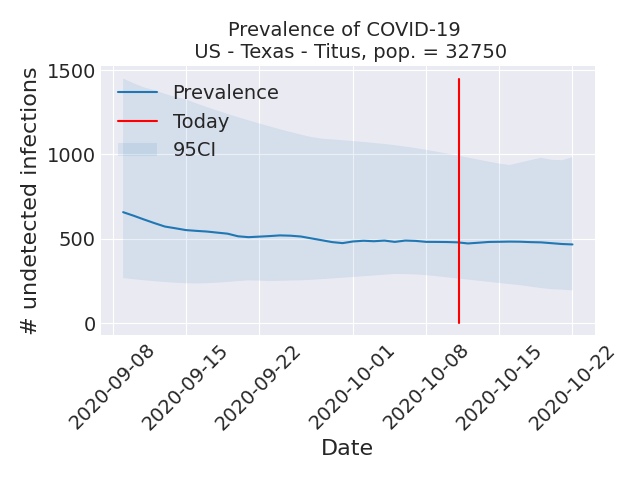 Prevalence of COVID-19
US - Texas - Titus, pop. = 32750
# undetected infections
1500
1000
500
0
Prevalence
Today
95CI
2020-09-08
2020-09-15
2020-09-22
2020-10-01
2020-10-08
2020-10-15
2020-10-22
Date